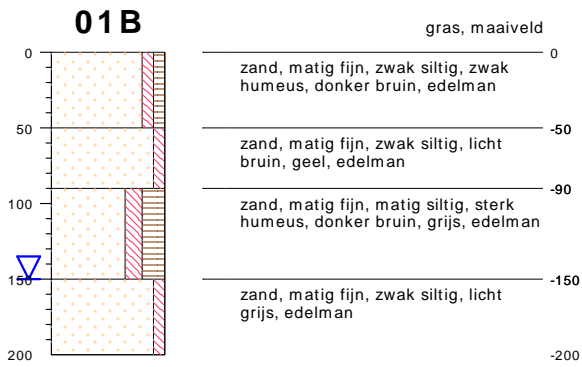 01B
gras, maaiveld
0
0
zand, matig fijn, zwak siltig, zwak
humeus, donker bruin, edelman
50
-50
zand, matig fijn, zwak siltig, licht
bruin, geel, edelman
-90
100
zand, matig fijn, matig siltig, sterk
humeus, donker bruin, grijs, edelman
150
-150
zand, matig fijn, zwak siltig, licht
grijs, edelman
200
-200